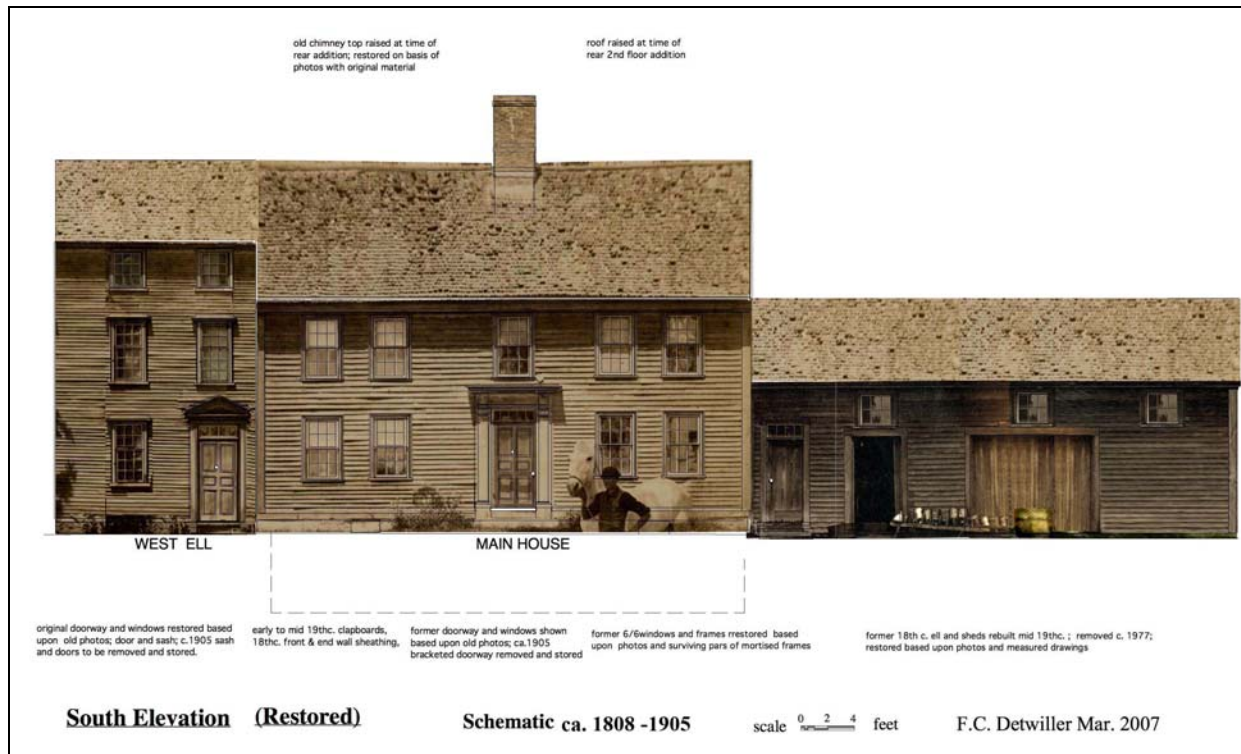 old chimney top raised at time of
rear addition; restored on basis of
photos with original material
roof raised at time of
rear 2nd floor addition
WEST ELL
MAIN HOUSE
original doorway and windows restored based
upon old photos; door and sash; c.1905 sash
and doors to be removed and stored.
early to mid 19thc. clapboards,
18thc. front & end wall sheathing,
former doorway and windows shown
based upon old photos; ca.1905
bracketed doorway removed and stored
former 6/6windows and frames rrestored based
upon photos and surviving pars of mortised frames
former 18th c. ell and sheds rebuilt mid 19thc. ; removed c. 1977;
restored based upon photos and measured drawings
South Elevation (Restored)
Schematic ca. 1808 -1905
scale 0 2 4 feet
F.C. Detwiller Mar. 2007